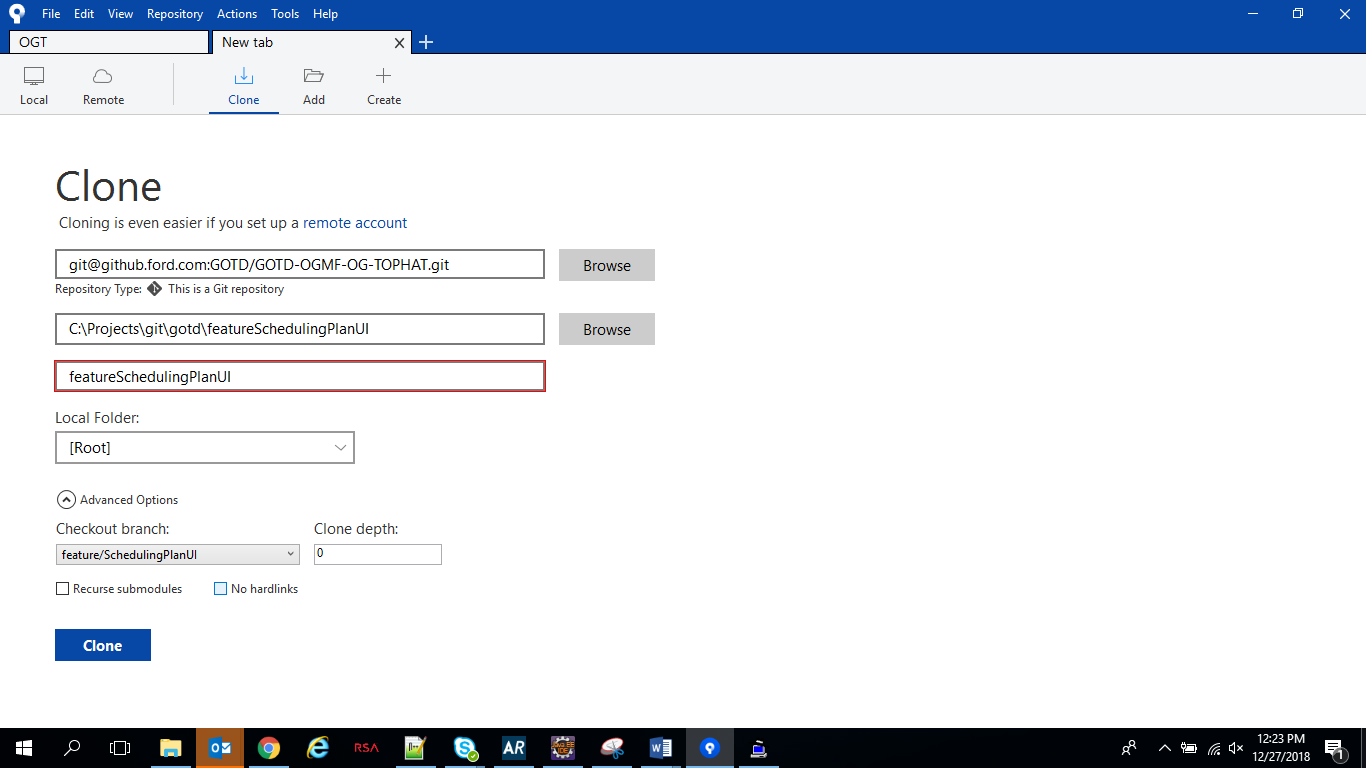 File Edit View Repository Actions Tools Help
OGT New tab
Local Remote Clone Add Create
Clone
Cloning is even easier if you set up a remote account
git@github.ford.com:GOTD/GOTD-OGMF-OG-TOPHAT.git Browse
Repository Type: This is a Git repository
C:\Projects\git\gotd\featureSchedulingPlanUI Browse
featureSchedulingPlanUI
Local Folder:
[Root]
Advanced Options
Checkout branch: Clone depth:
feature/SchedulingPlanUI 0
Recurse submodules No hardlinks
Clone
RSA AR 12:23 PM
12/27/2018 1